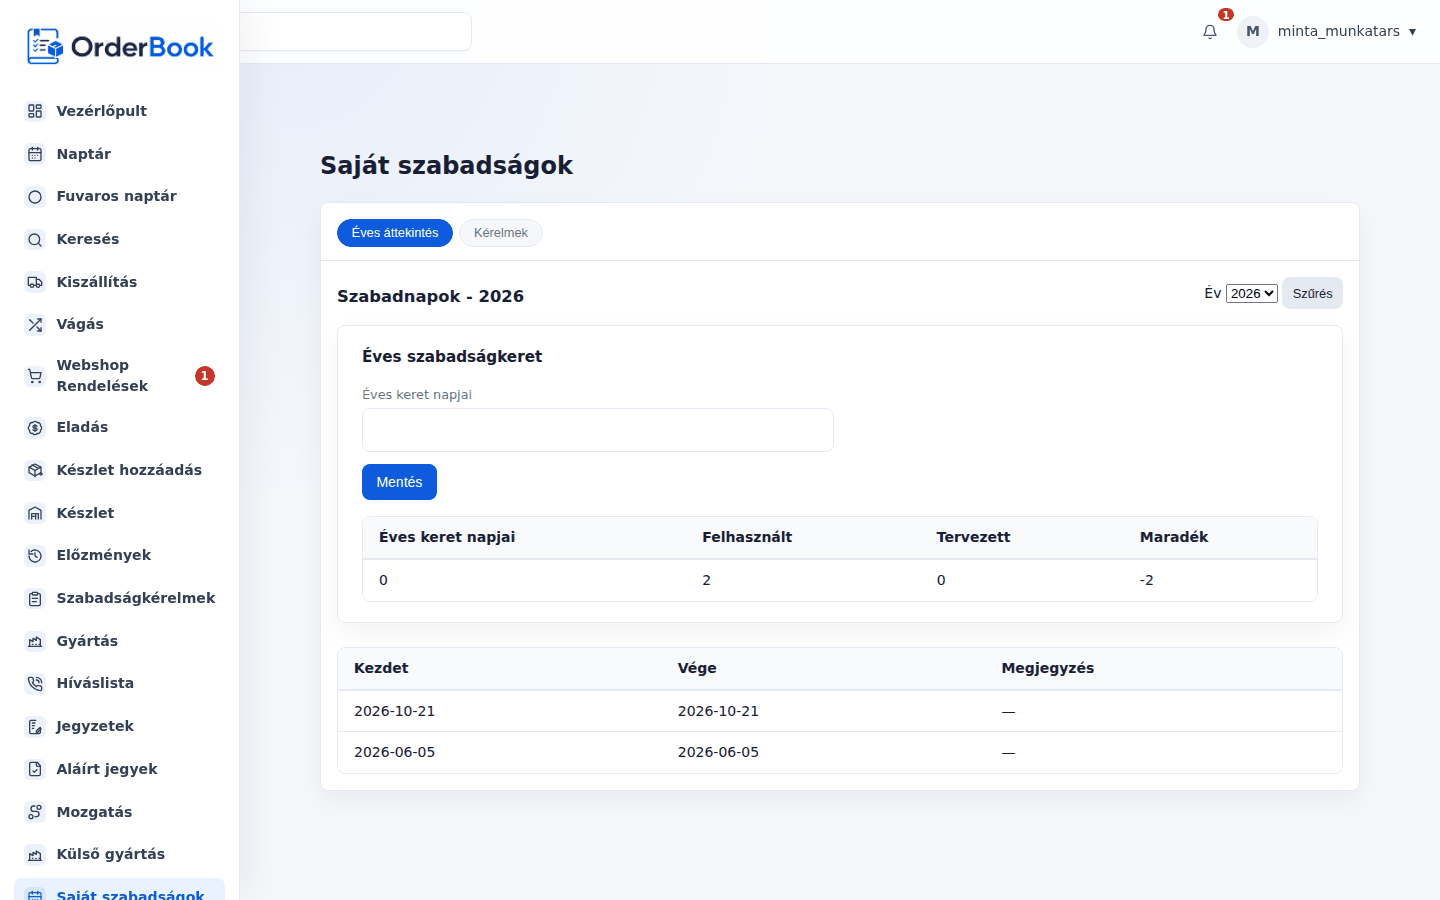 OrderBook
Vezérlőpult
Naptár
Fuvaros naptár
Keresés
Kiszállítás
Vágás
Webshop
Rendelések
1
Eladás
Készlet hozzáadás
Készlet
Előzmények
Szabadságkérelmek
Gyártás
Híváslista
Jegyzetek
Aláírt jegyek
Mozgatás
Külső gyártás
Saját szabadságok
1
M minta_munkatars ▼
Saját szabadságok
Éves áttekintés Kérelmek
Szabadnapok - 2026
Év 2026 Szűrés
Éves szabadságkeret
Éves keret napjai
Mentés
Éves keret napjai Felhasznált Tervezett Maradék
0 2 0 -2
Kezdet Vége Megjegyzés
2026-10-21 2026-10-21 —
2026-06-05 2026-06-05 —